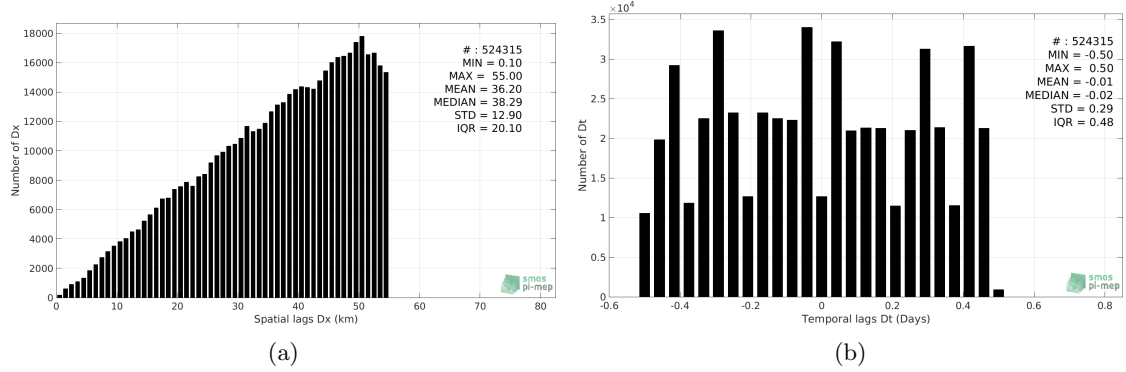 # : 524315
MIN = 0.10
MAX = 55.00
MEAN = 36.20
MEDIAN = 38.29
STD = 12.90
IQR = 20.10
18000
16000
14000
12000
10000
8000
6000
4000
2000
0
Number of Dx
0 10 20 30 40 50 60 70 80
Spatial lags Dx (km)
smos
pi-mep
(a)
×10⁴
# : 524315
MIN = -0.50
MAX = 0.50
MEAN = -0.01
MEDIAN = -0.02
STD = 0.29
IQR = 0.48
3.5
3
2.5
2
1.5
1
0.5
0
Number of Dt
-0.6 -0.4 -0.2 0 0.2 0.4 0.6 0.8
Temporal lags Dt (Days)
smos
pi-mep
(b)